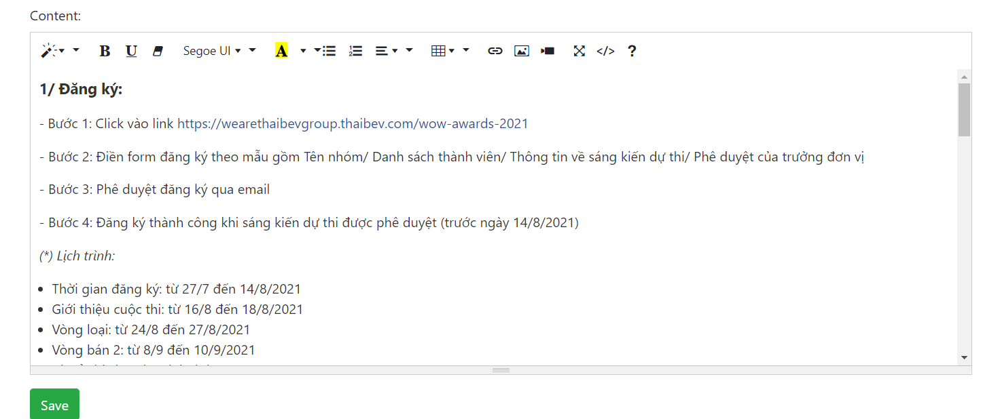 Content:
B U Segoe UI A </> ?
1/ Đăng ký:
- Bước 1: Click vào link https://wearethaibevgroup.thaibev.com/wow-awards-2021
- Bước 2: Điền form đăng ký theo mẫu gồm Tên nhóm/ Danh sách thành viên/ Thông tin về sáng kiến dự thi/ Phê duyệt của trưởng đơn vị
- Bước 3: Phê duyệt đăng ký qua email
- Bước 4: Đăng ký thành công khi sáng kiến dự thi được phê duyệt (trước ngày 14/8/2021)
(*) Lịch trình:
• Thời gian đăng ký: từ 27/7 đến 14/8/2021
• Giới thiệu cuộc thi: từ 16/8 đến 18/8/2021
• Vòng loại: từ 24/8 đến 27/8/2021
• Vòng bán 2: từ 8/9 đến 10/9/2021
Save